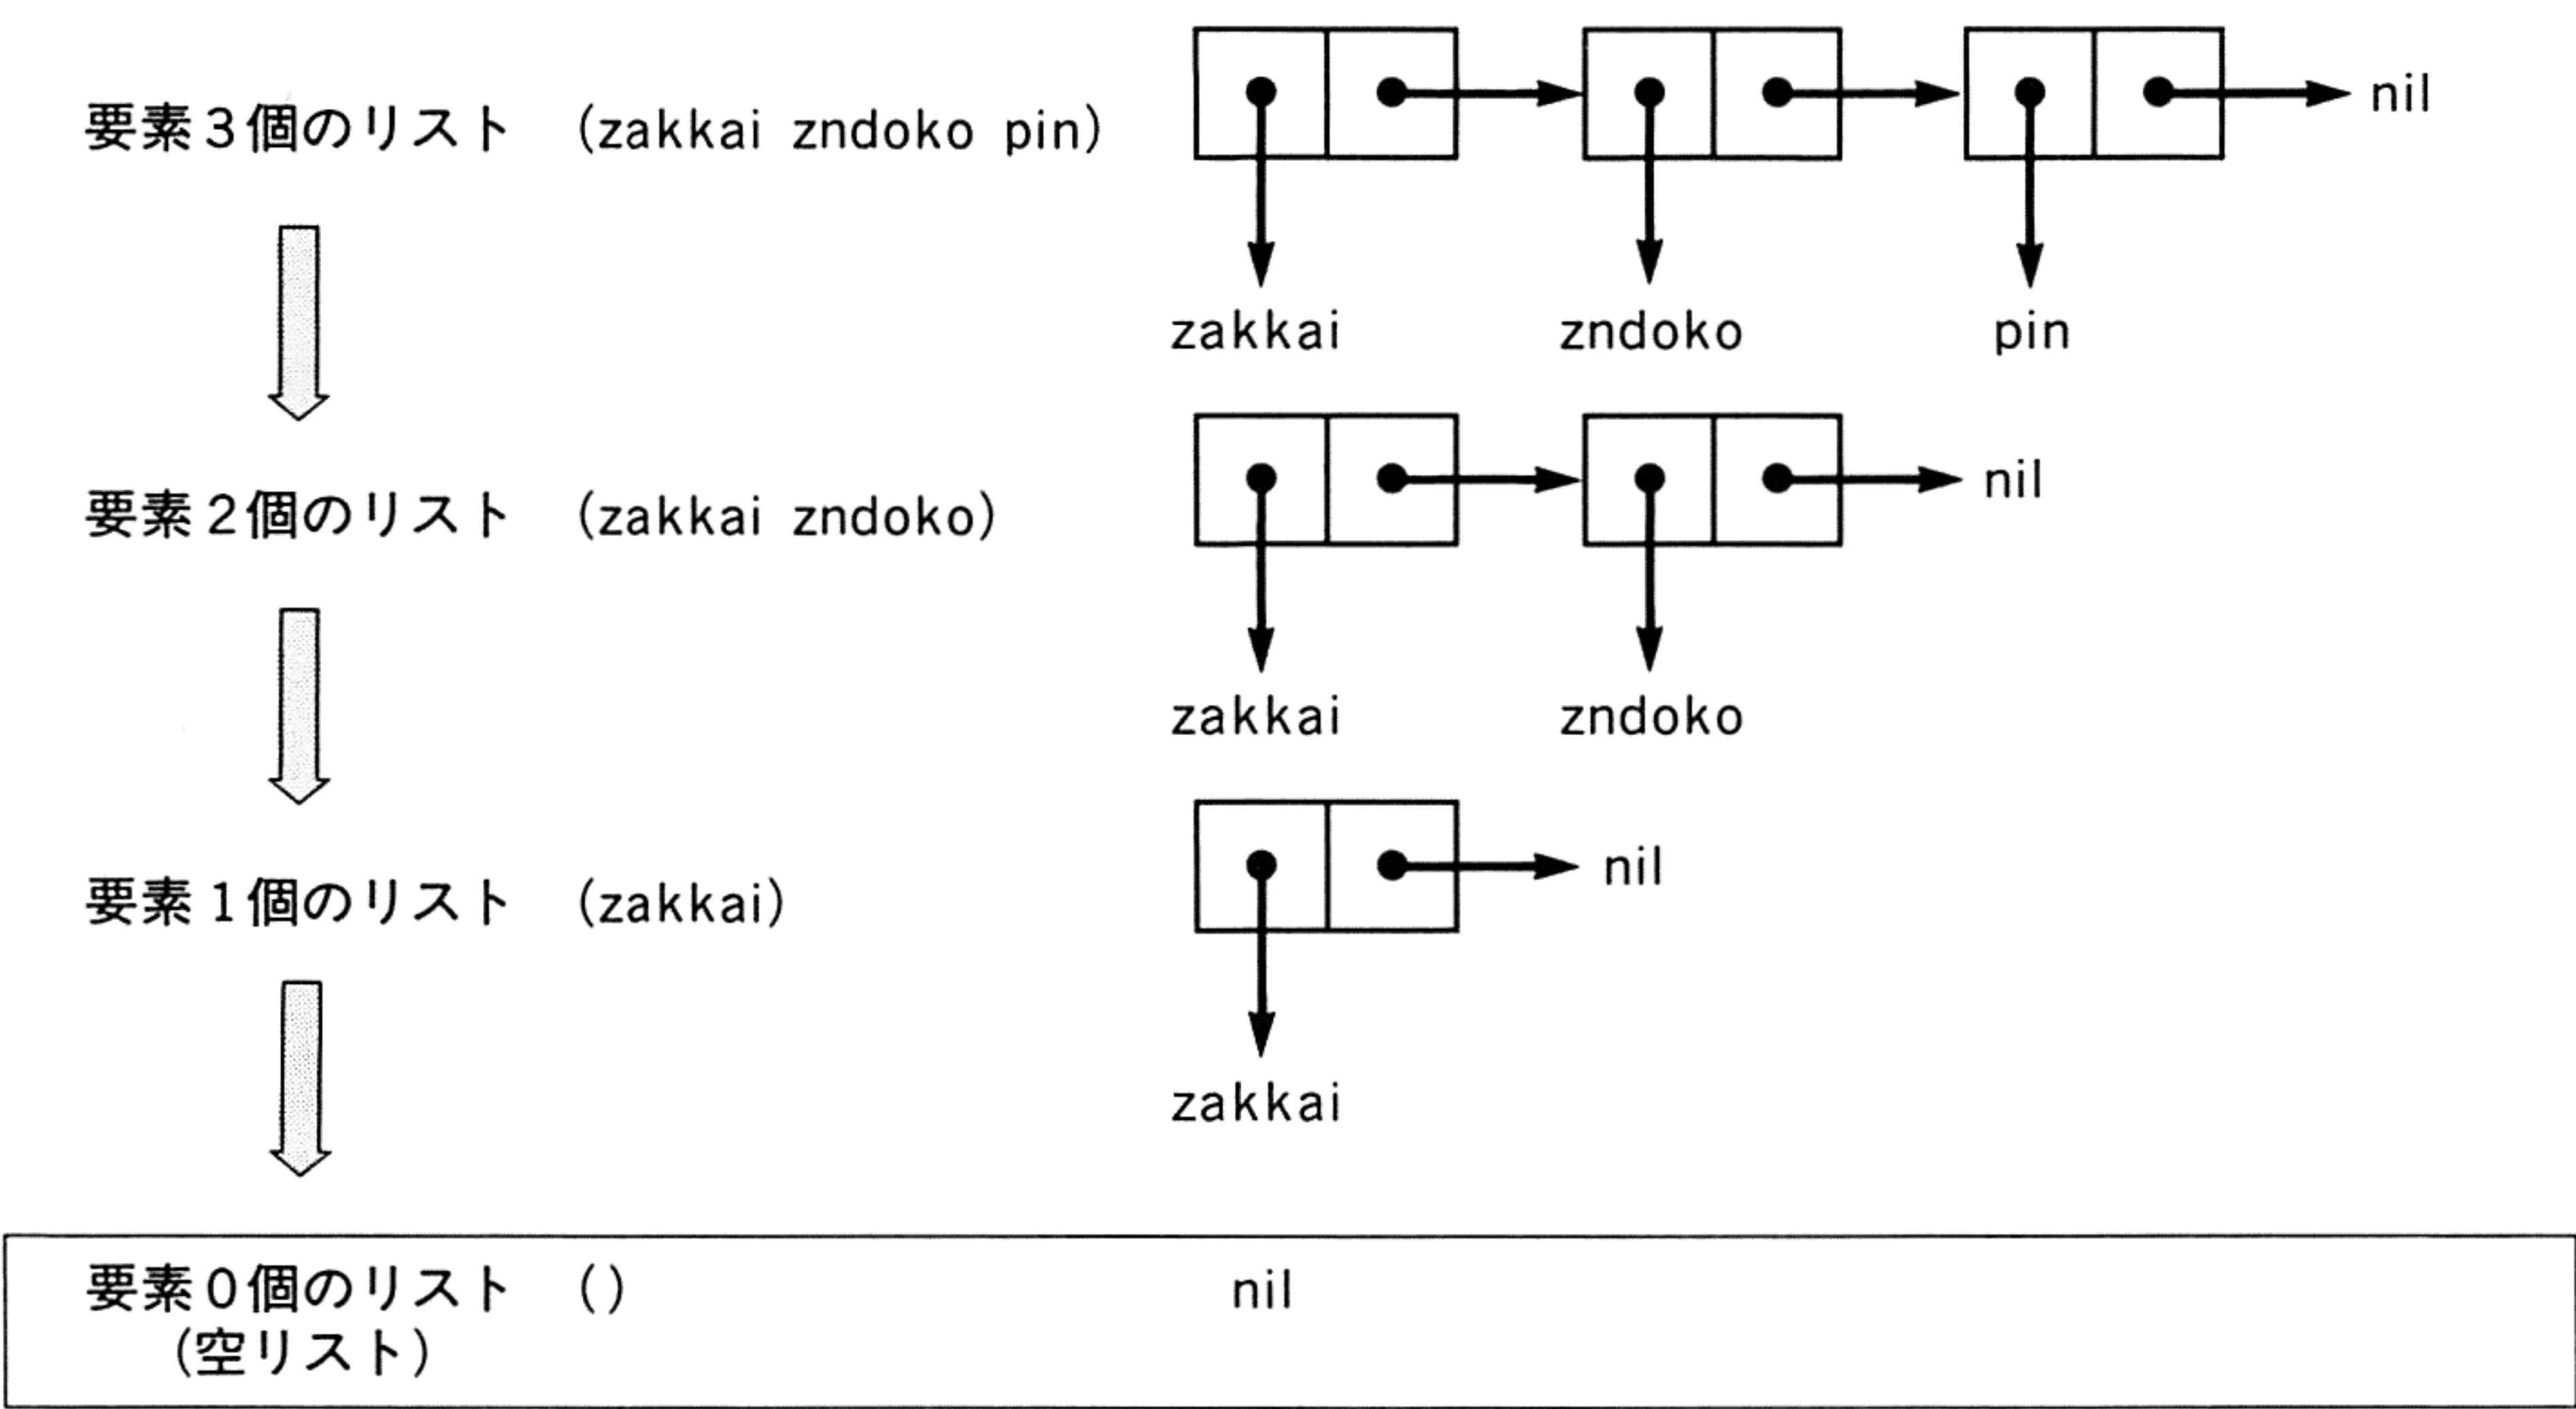 要素3個のリスト (zakkai zndoko pin)
nil
zakkai zndoko pin
要素2個のリスト (zakkai zndoko)
nil
zakkai zndoko
要素1個のリスト (zakkai)
nil
zakkai
要素0個のリスト () nil
(空リスト)